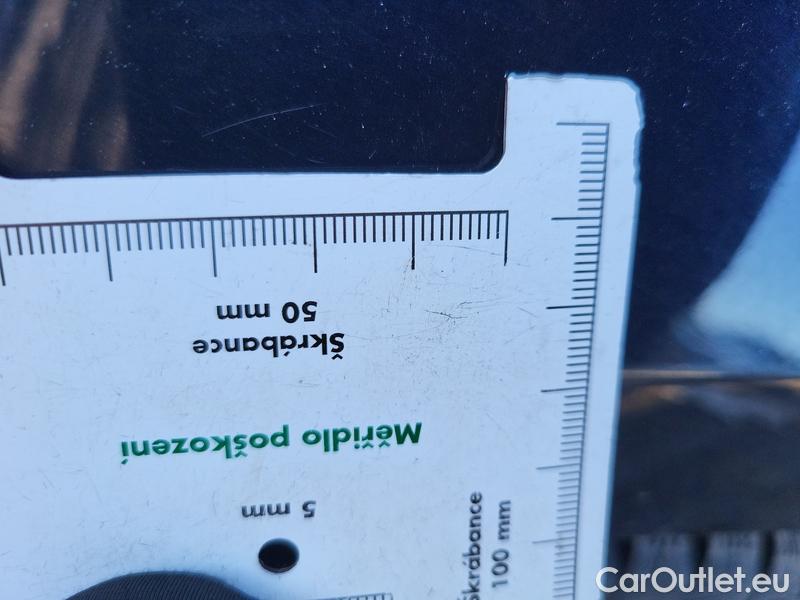 50 mm
Škrábance
Měřidlo poškození
5 mm
Škrábance
100 mm
CarOutlet.eu